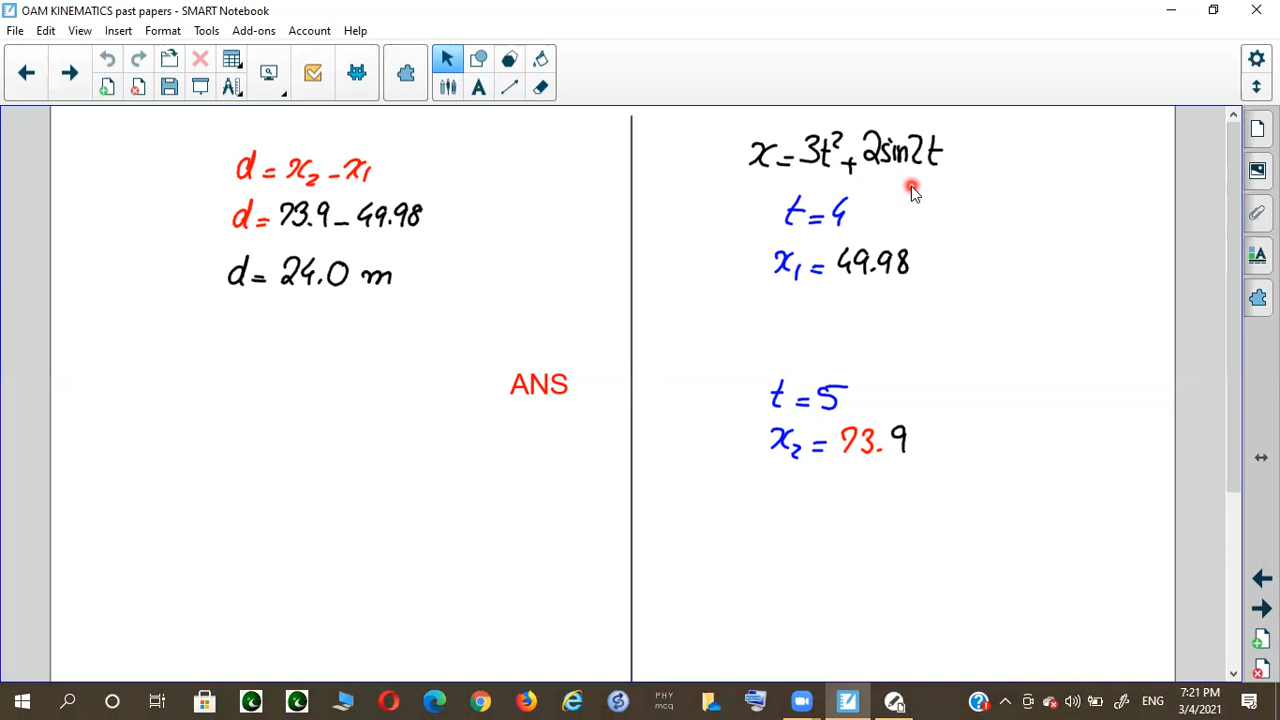 OAM KINEMATICS past papers - SMART Notebook
File Edit View Insert Format Tools Add-ons Account Help
d = x₂ - x₁
d = 73.9 - 49.98
d = 24.0 m
ANS
x = 3t² + 2sin2t
t = 4
x₁ = 49.98
t = 5
x₂ = 73.9
PHY
mcq
ENG
7:21 PM
3/4/2021